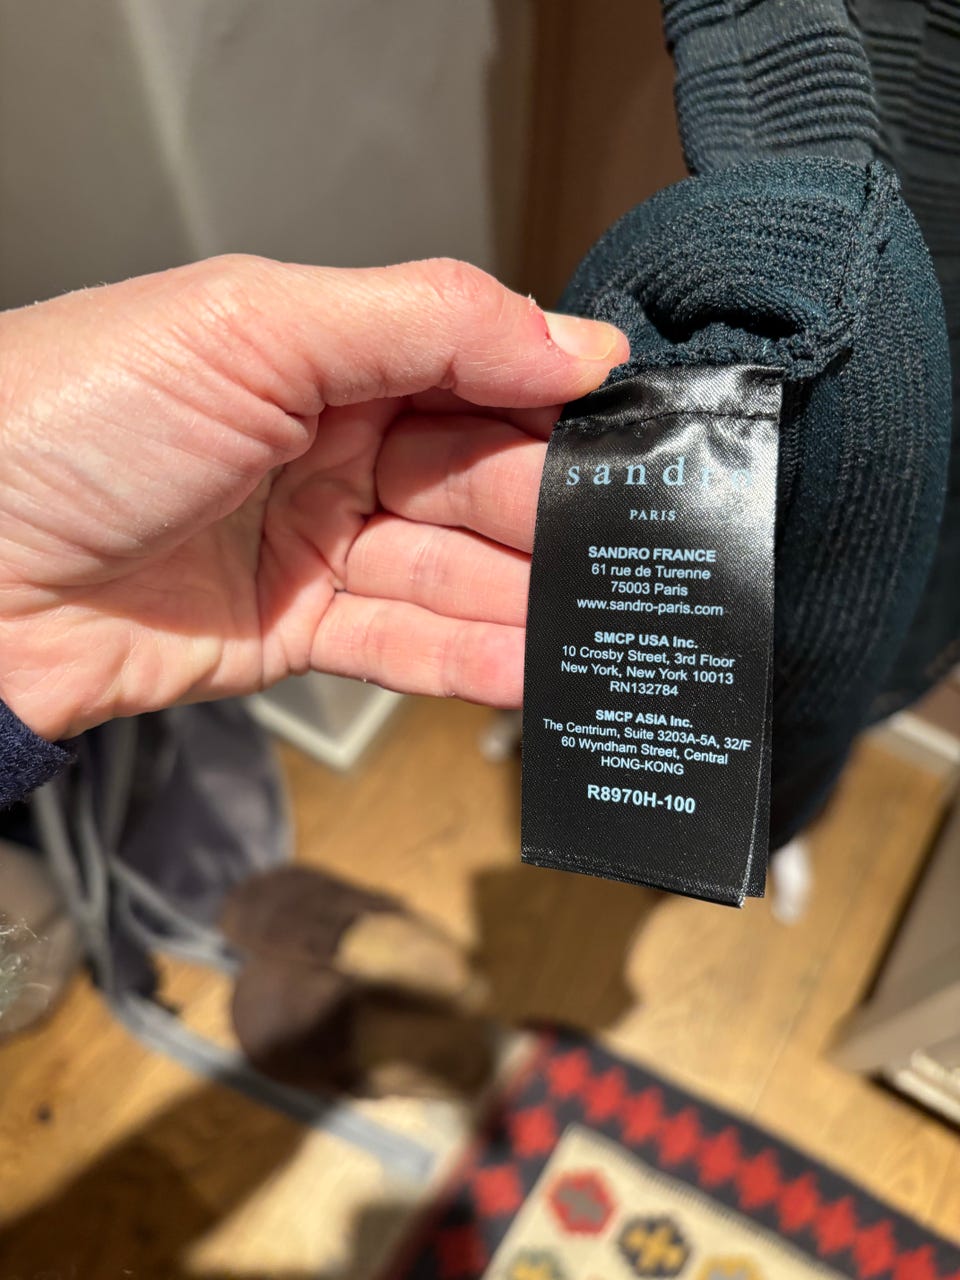 sandro
PARIS
SANDRO FRANCE
61 rue de Turenne
75003 Paris
www.sandro-paris.com
SMCP USA Inc.
10 Crosby Street, 3rd Floor
New York, New York 10013
RN132784
SMCP ASIA Inc.
The Centrium, Suite 3203A-5A, 32/F
60 Wyndham Street, Central
HONG-KONG
R8970H-100